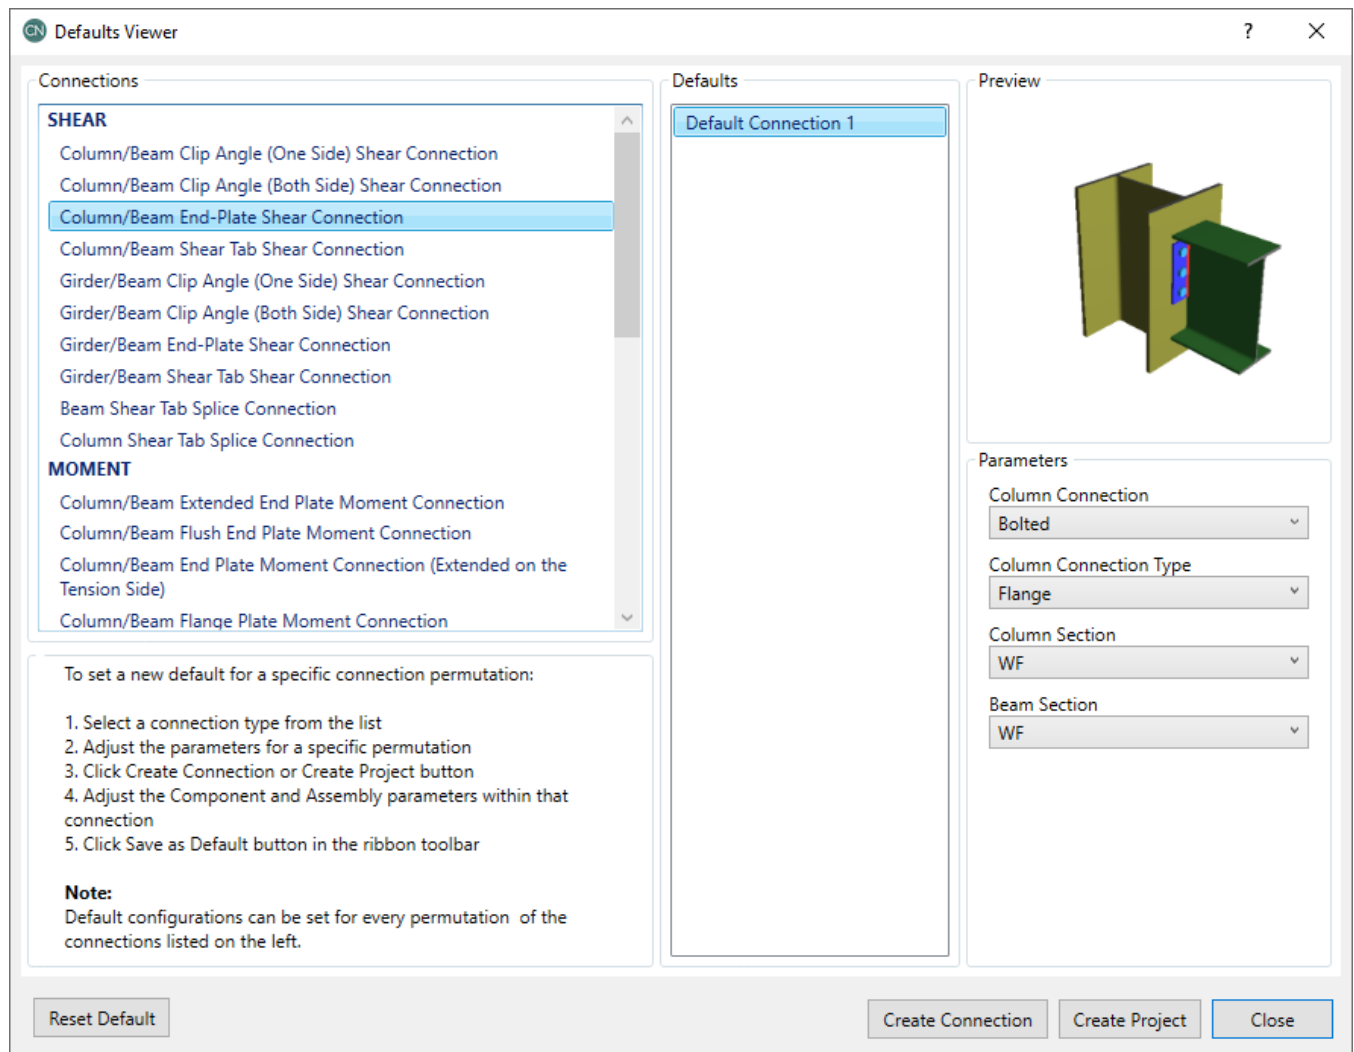 CN Defaults Viewer ?
Connections
SHEAR
Column/Beam Clip Angle (One Side) Shear Connection
Column/Beam Clip Angle (Both Side) Shear Connection
Column/Beam End-Plate Shear Connection
Column/Beam Shear Tab Shear Connection
Girder/Beam Clip Angle (One Side) Shear Connection
Girder/Beam Clip Angle (Both Side) Shear Connection
Girder/Beam End-Plate Shear Connection
Girder/Beam Shear Tab Shear Connection
Beam Shear Tab Splice Connection
Column Shear Tab Splice Connection
MOMENT
Column/Beam Extended End Plate Moment Connection
Column/Beam Flush End Plate Moment Connection
Column/Beam End Plate Moment Connection (Extended on the
Tension Side)
Column/Beam Flange Plate Moment Connection
To set a new default for a specific connection permutation:
1. Select a connection type from the list
2. Adjust the parameters for a specific permutation
3. Click Create Connection or Create Project button
4. Adjust the Component and Assembly parameters within that
connection
5. Click Save as Default button in the ribbon toolbar
Note:
Default configurations can be set for every permutation  of the
connections listed on the left.
Defaults
Default Connection 1
Preview
Parameters
Column Connection
Bolted
Column Connection Type
Flange
Column Section
WF
Beam Section
WF
Reset Default
Create Connection
Create Project
Close